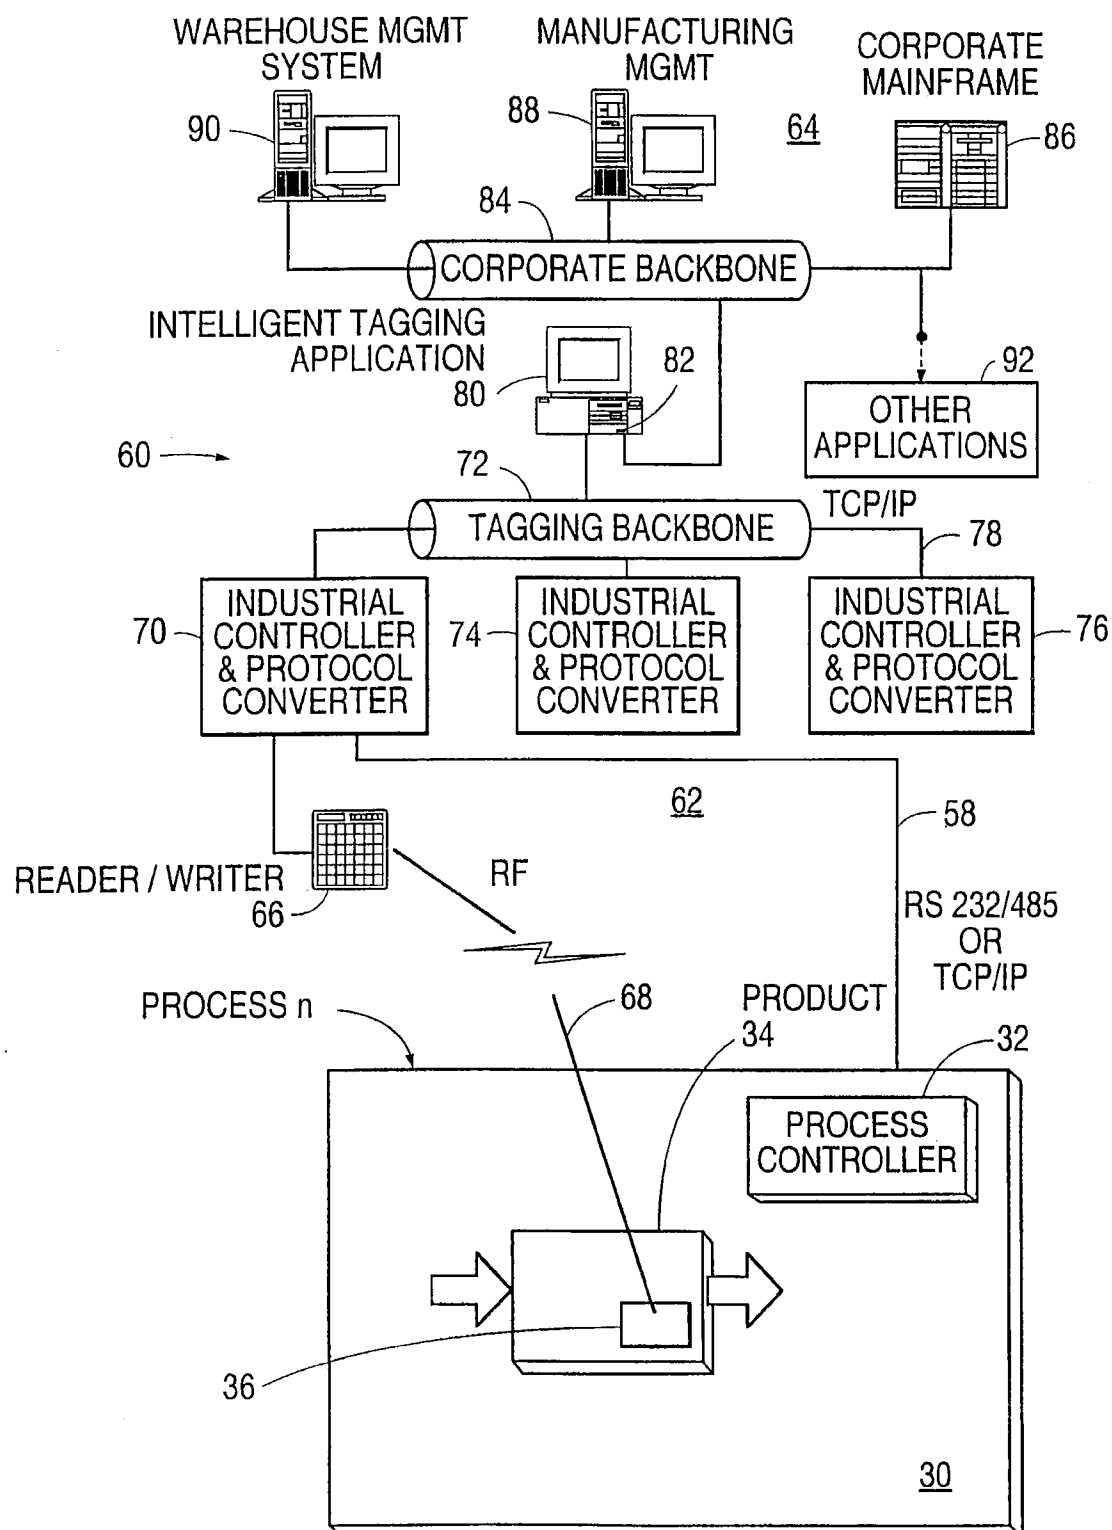 WAREHOUSE MGMT
SYSTEM
MANUFACTURING
MGMT
CORPORATE
MAINFRAME
90
88
64
86
84
CORPORATE BACKBONE
INTELLIGENT TAGGING
APPLICATION
80
82
92
OTHER
APPLICATIONS
60
72
TCP/IP
TAGGING BACKBONE
78
70
INDUSTRIAL
CONTROLLER
& PROTOCOL
CONVERTER
74
INDUSTRIAL
CONTROLLER
& PROTOCOL
CONVERTER
INDUSTRIAL
CONTROLLER
& PROTOCOL
CONVERTER
76
62
58
READER / WRITER
66
RF
RS 232/485
OR
TCP/IP
PROCESS n
68
PRODUCT
34
32
PROCESS
CONTROLLER
36
30